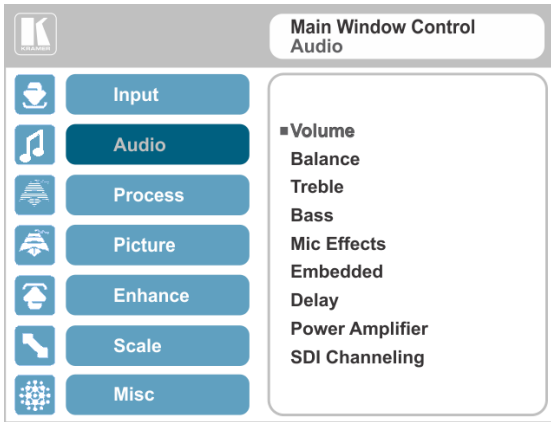 KRAMER
Main Window Control
Audio
Input
Audio
Process
Picture
Enhance
Scale
Misc
Volume
Balance
Treble
Bass
Mic Effects
Embedded
Delay
Power Amplifier
SDI Channeling